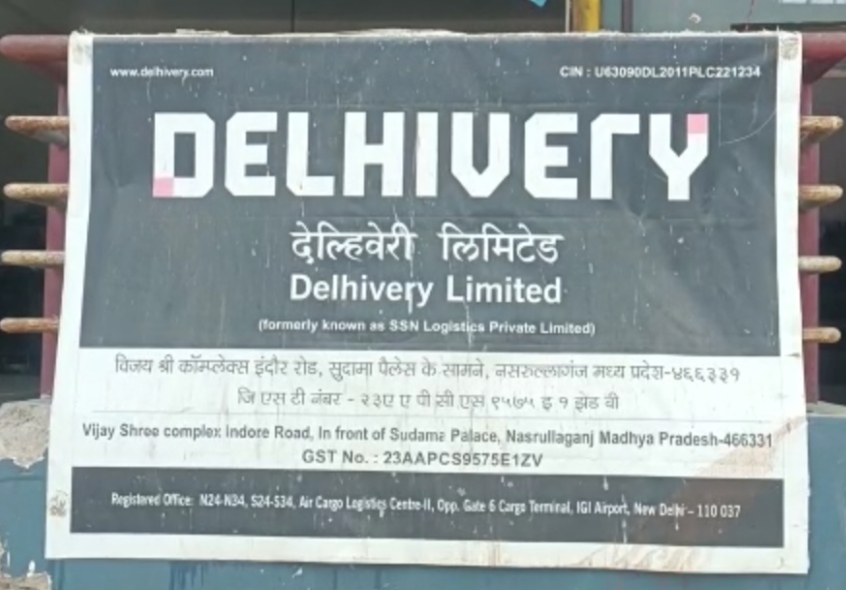 www.delhivery.com CIN : U63090DL2011PLC221234
DELHIVERY
देल्हिवेरी लिमिटेड
Delhivery Limited
(formerly known as SSN Logistics Private Limited)
विजय श्री कॉम्प्लेक्स इंदौर रोड, सुदामा पैलेस के सामने, नसरुल्लागंज मध्य प्रदेश-४६६३३१
जि एस टी नंबर - २३ए ए पी सी एस ९५७५ इ १ झेड वी
Vijay Shree complex Indore Road, In front of Sudama Palace, Nasrullaganj Madhya Pradesh-466331
GST No. : 23AAPCS9575E1ZV
Registered Office: N24-N34, S24-S34, Air Cargo Logistics Centre-II, Opp. Gate 6 Cargo Terminal, IGI Airport, New Delhi - 110 037